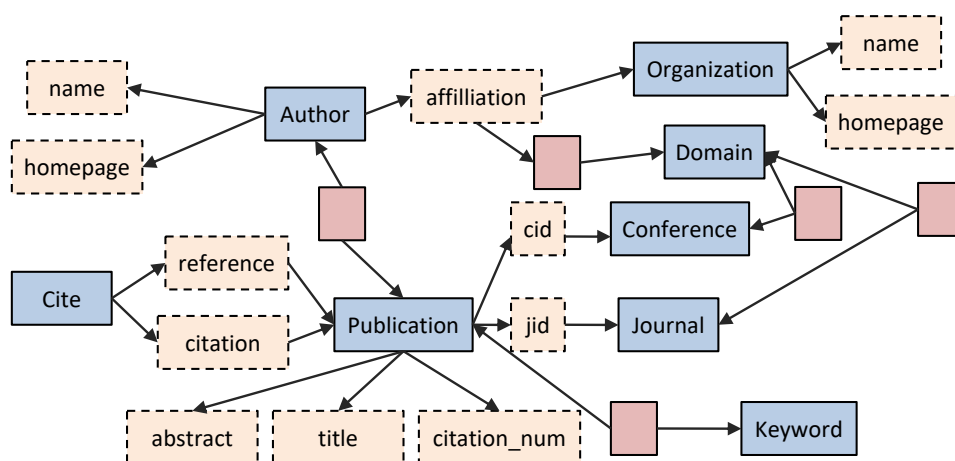 name
Organization
name
Author
affilliation
homepage
homepage
Domain
cid
Conference
reference
Cite
Publication
jid
Journal
citation
abstract
title
citation_num
Keyword